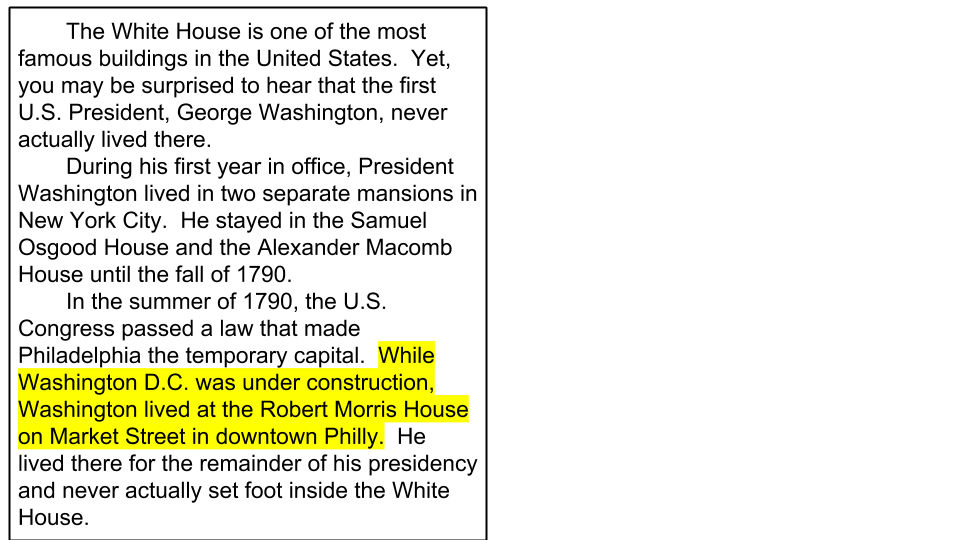 The White House is one of the most
famous buildings in the United States.  Yet,
you may be surprised to hear that the first
U.S. President, George Washington, never
actually lived there.
During his first year in office, President
Washington lived in two separate mansions in
New York City.  He stayed in the Samuel
Osgood House and the Alexander Macomb
House until the fall of 1790.
In the summer of 1790, the U.S.
Congress passed a law that made
Philadelphia the temporary capital.  While
Washington D.C. was under construction,
Washington lived at the Robert Morris House
on Market Street in downtown Philly.  He
lived there for the remainder of his presidency
and never actually set foot inside the White
House.